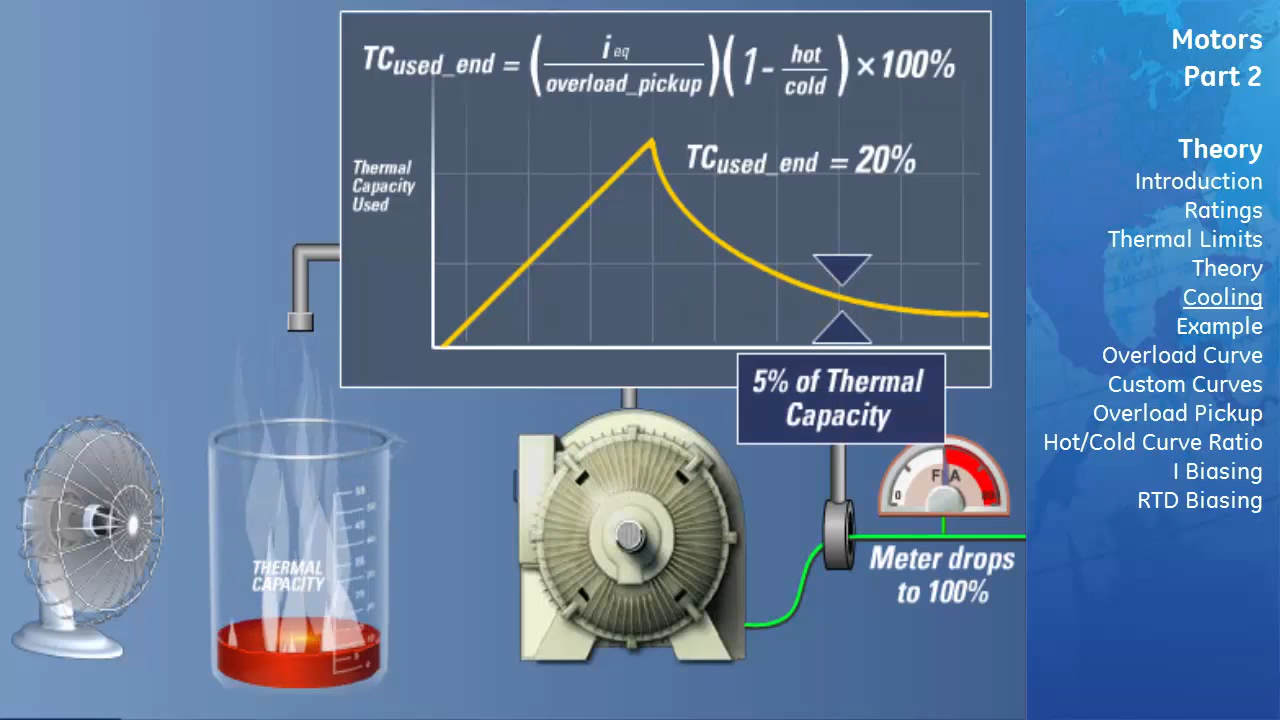 TCused_end = (i eq / overload_pickup)(1 - hot / cold) × 100%
Thermal
Capacity
Used
TCused_end = 20%
5% of Thermal
Capacity
THERMAL
CAPACITY
0
FLA
Meter drops
to 100%
Motors
Part 2
Theory
Introduction
Ratings
Thermal Limits
Theory
Cooling
Example
Overload Curve
Custom Curves
Overload Pickup
Hot/Cold Curve Ratio
I Biasing
RTD Biasing